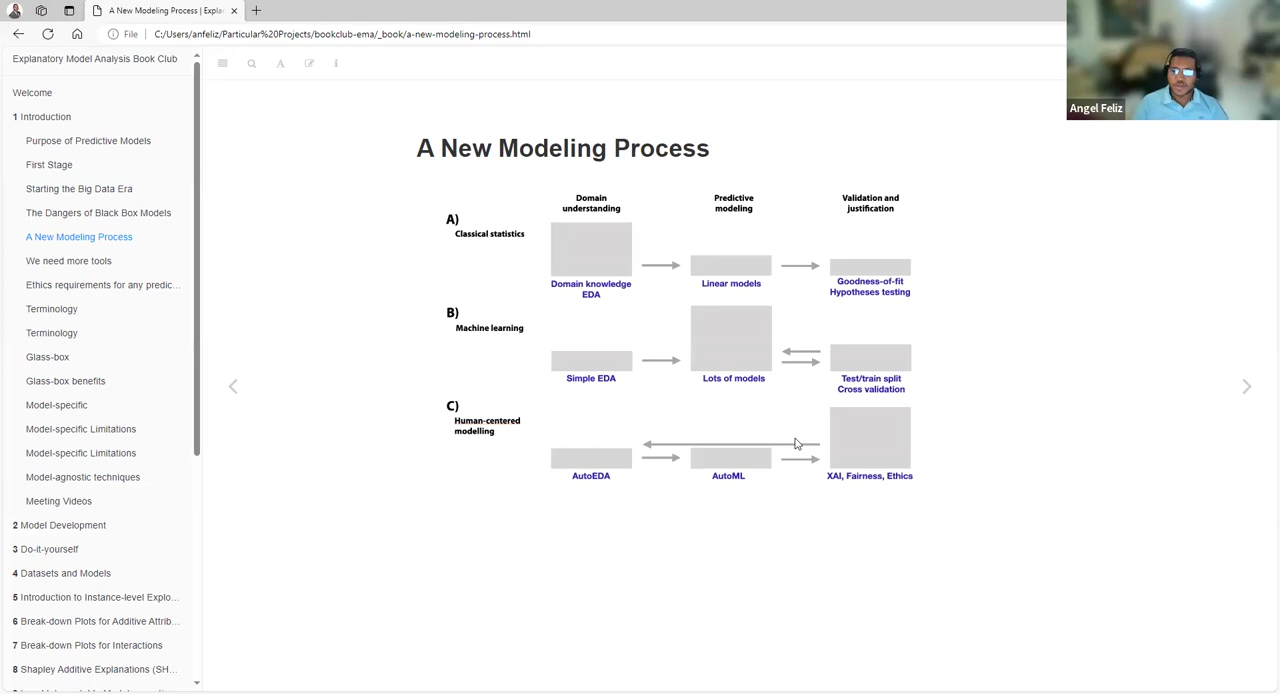 A New Modeling Process | Expla
File
C:/Users/anfeliz/Particular%20Projects/bookclub-ema/_book/a-new-modeling-process.html
Explanatory Model Analysis Book Club
Welcome
1 Introduction
Purpose of Predictive Models
First Stage
Starting the Big Data Era
The Dangers of Black Box Models
A New Modeling Process
We need more tools
Ethics requirements for any predic...
Terminology
Terminology
Glass-box
Glass-box benefits
Model-specific
Model-specific Limitations
Model-specific Limitations
Model-agnostic techniques
Meeting Videos
2 Model Development
3 Do-it-yourself
4 Datasets and Models
5 Introduction to Instance-level Explo...
6 Break-down Plots for Additive Attrib...
7 Break-down Plots for Interactions
8 Shapley Additive Explanations (SH...
A
i
Angel Feliz
A New Modeling Process
Domain
understanding
Predictive
modeling
Validation and
justification
A)
Classical statistics
Domain knowledge
EDA
Linear models
Goodness-of-fit
Hypotheses testing
B)
Machine learning
Simple EDA
Lots of models
Test/train split
Cross validation
C)
Human-centered
modelling
AutoEDA
AutoML
XAI, Fairness, Ethics